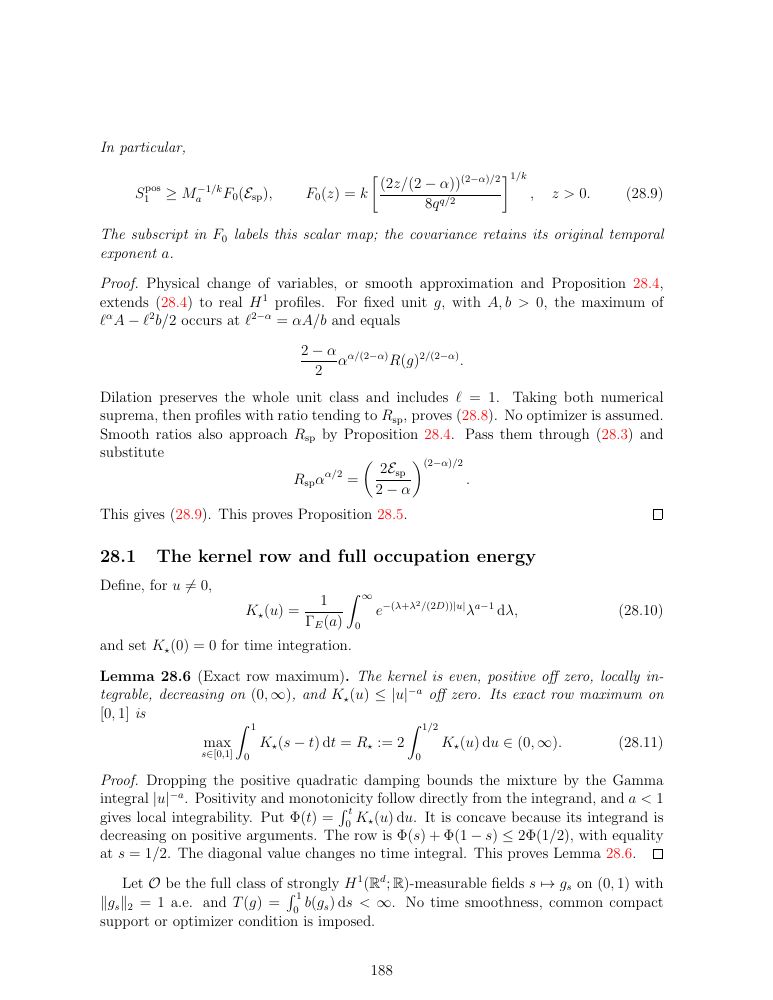 In particular,
S_1^{pos} ≥ M_a^{-1/k} F_0(ℰ_{sp}),   F_0(z) = k [ (2z/(2 − α))^{(2−α)/2} / 8q^{q/2} ]^{1/k},   z > 0.   (28.9)
The subscript in F_0 labels this scalar map; the covariance retains its original temporal
exponent a.
Proof. Physical change of variables, or smooth approximation and Proposition 28.4,
extends (28.4) to real H^1 profiles. For fixed unit g, with A, b > 0, the maximum of
ℓ^α A − ℓ^2 b/2 occurs at ℓ^{2−α} = αA/b and equals
(2 − α)/2 α^{α/(2−α)} R(g)^{2/(2−α)}.
Dilation preserves the whole unit class and includes ℓ = 1. Taking both numerical
suprema, then profiles with ratio tending to R_{sp}, proves (28.8). No optimizer is assumed.
Smooth ratios also approach R_{sp} by Proposition 28.4. Pass them through (28.3) and
substitute
R_{sp} α^{α/2} = ( 2ℰ_{sp} / (2 − α) )^{(2−α)/2}.
This gives (28.9). This proves Proposition 28.5. □
28.1 The kernel row and full occupation energy
Define, for u ≠ 0,
K_⋆(u) = 1/Γ_E(a) ∫_0^∞ e^{−(λ+λ^2/(2D))|u|} λ^{a−1} dλ,   (28.10)
and set K_⋆(0) = 0 for time integration.
Lemma 28.6 (Exact row maximum). The kernel is even, positive off zero, locally in-
tegrable, decreasing on (0, ∞), and K_⋆(u) ≤ |u|^{−a} off zero. Its exact row maximum on
[0, 1] is
max_{s∈[0,1]} ∫_0^1 K_⋆(s − t) dt = R_⋆ := 2 ∫_0^{1/2} K_⋆(u) du ∈ (0, ∞).   (28.11)
Proof. Dropping the positive quadratic damping bounds the mixture by the Gamma
integral |u|^{−a}. Positivity and monotonicity follow directly from the integrand, and a < 1
gives local integrability. Put Φ(t) = ∫_0^t K_⋆(u) du. It is concave because its integrand is
decreasing on positive arguments. The row is Φ(s) + Φ(1 − s) ≤ 2Φ(1/2), with equality
at s = 1/2. The diagonal value changes no time integral. This proves Lemma 28.6. □
Let 𝒪 be the full class of strongly H^1(ℝ^d; ℝ)-measurable fields s ↦ g_s on (0, 1) with
‖g_s‖_2 = 1 a.e. and T(g) = ∫_0^1 b(g_s) ds < ∞. No time smoothness, common compact
support or optimizer condition is imposed.
188